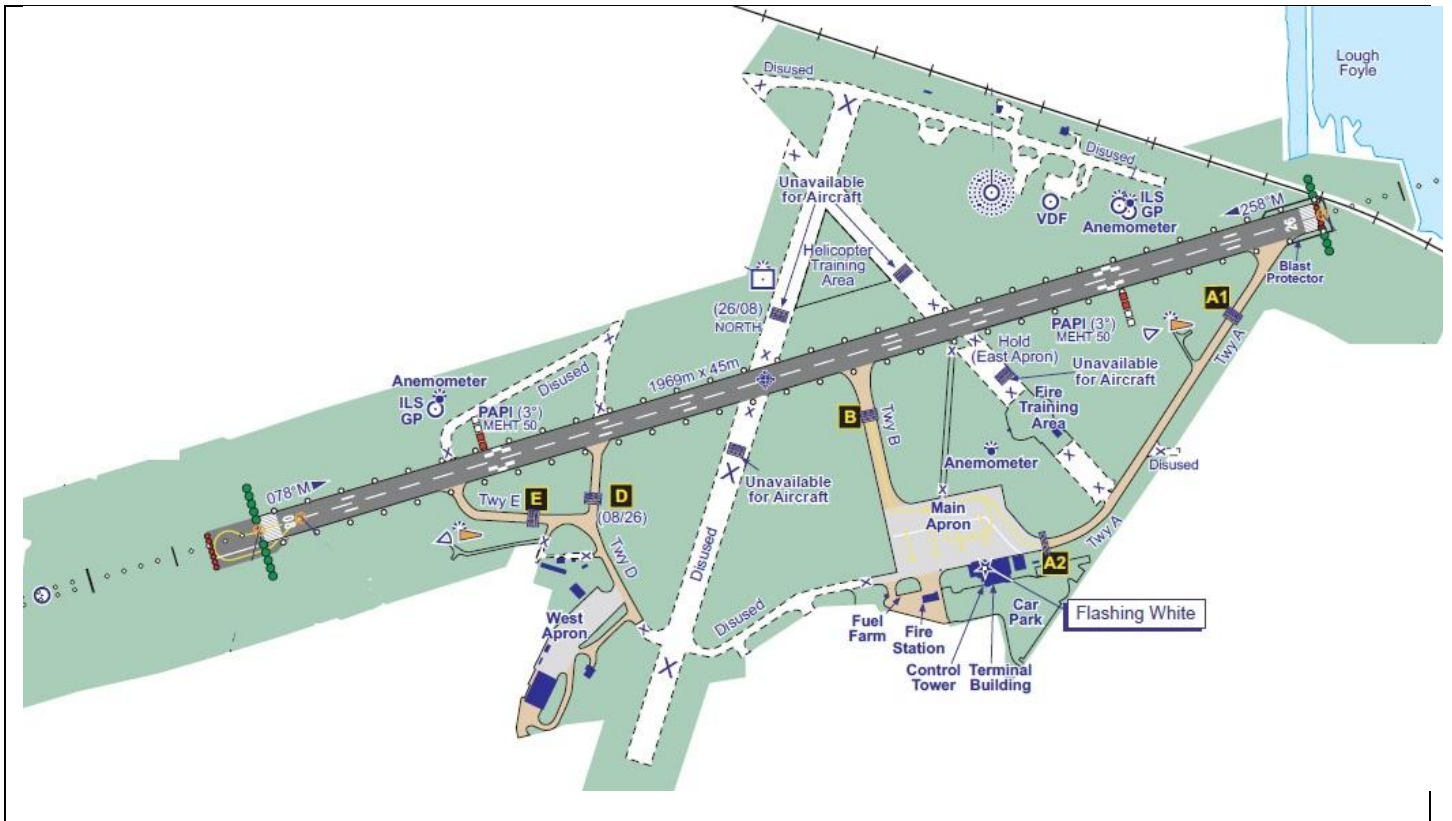 Lough
Foyle
Disused
Disused
Unavailable
for Aircraft
VDF
ILS
GP
Anemometer
258°M
26
Blast
Protector
Helicopter
Training
Area
(26/08)
NORTH
A1
PAPI (3°)
MEHT 50
Twy A
Hold
(East Apron)
Unavailable
for Aircraft
1969m x 45m
Disused
Anemometer
ILS
GP
PAPI (3°)
MEHT 50
B
Twy B
Fire
Training
Area
Anemometer
Disused
Unavailable
for Aircraft
078°M
08
Twy E
E
D
(08/26)
Main
Apron
Twy A
A2
Twy D
Disused
Disused
West
Apron
Fuel
Farm
Fire
Station
Car
Park
Flashing White
Control
Tower
Terminal
Building